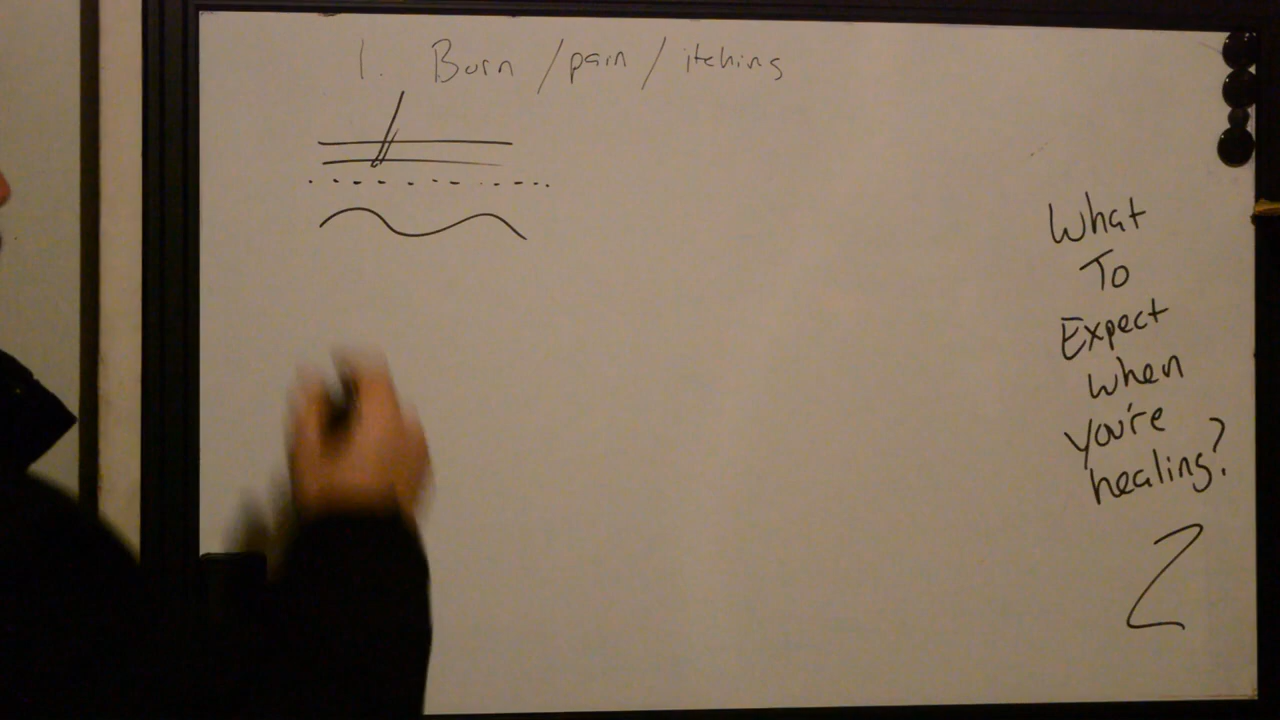 1. Burn / pain / itching
What
To
Expect
when
you're
healing?
2